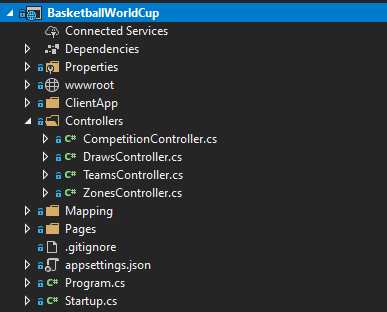 BasketballWorldCup
Connected Services
Dependencies
Properties
wwwroot
ClientApp
Controllers
C# CompetitionController.cs
C# DrawsController.cs
C# TeamsController.cs
C# ZonesController.cs
Mapping
Pages
.gitignore
appsettings.json
C# Program.cs
C# Startup.cs